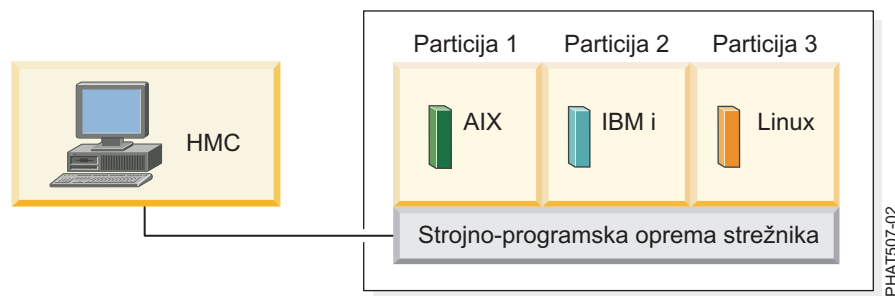 Particija 1 Particija 2 Particija 3
HMC
AIX IBM i Linux
Strojno-programska oprema strežnika
PHAT507-02